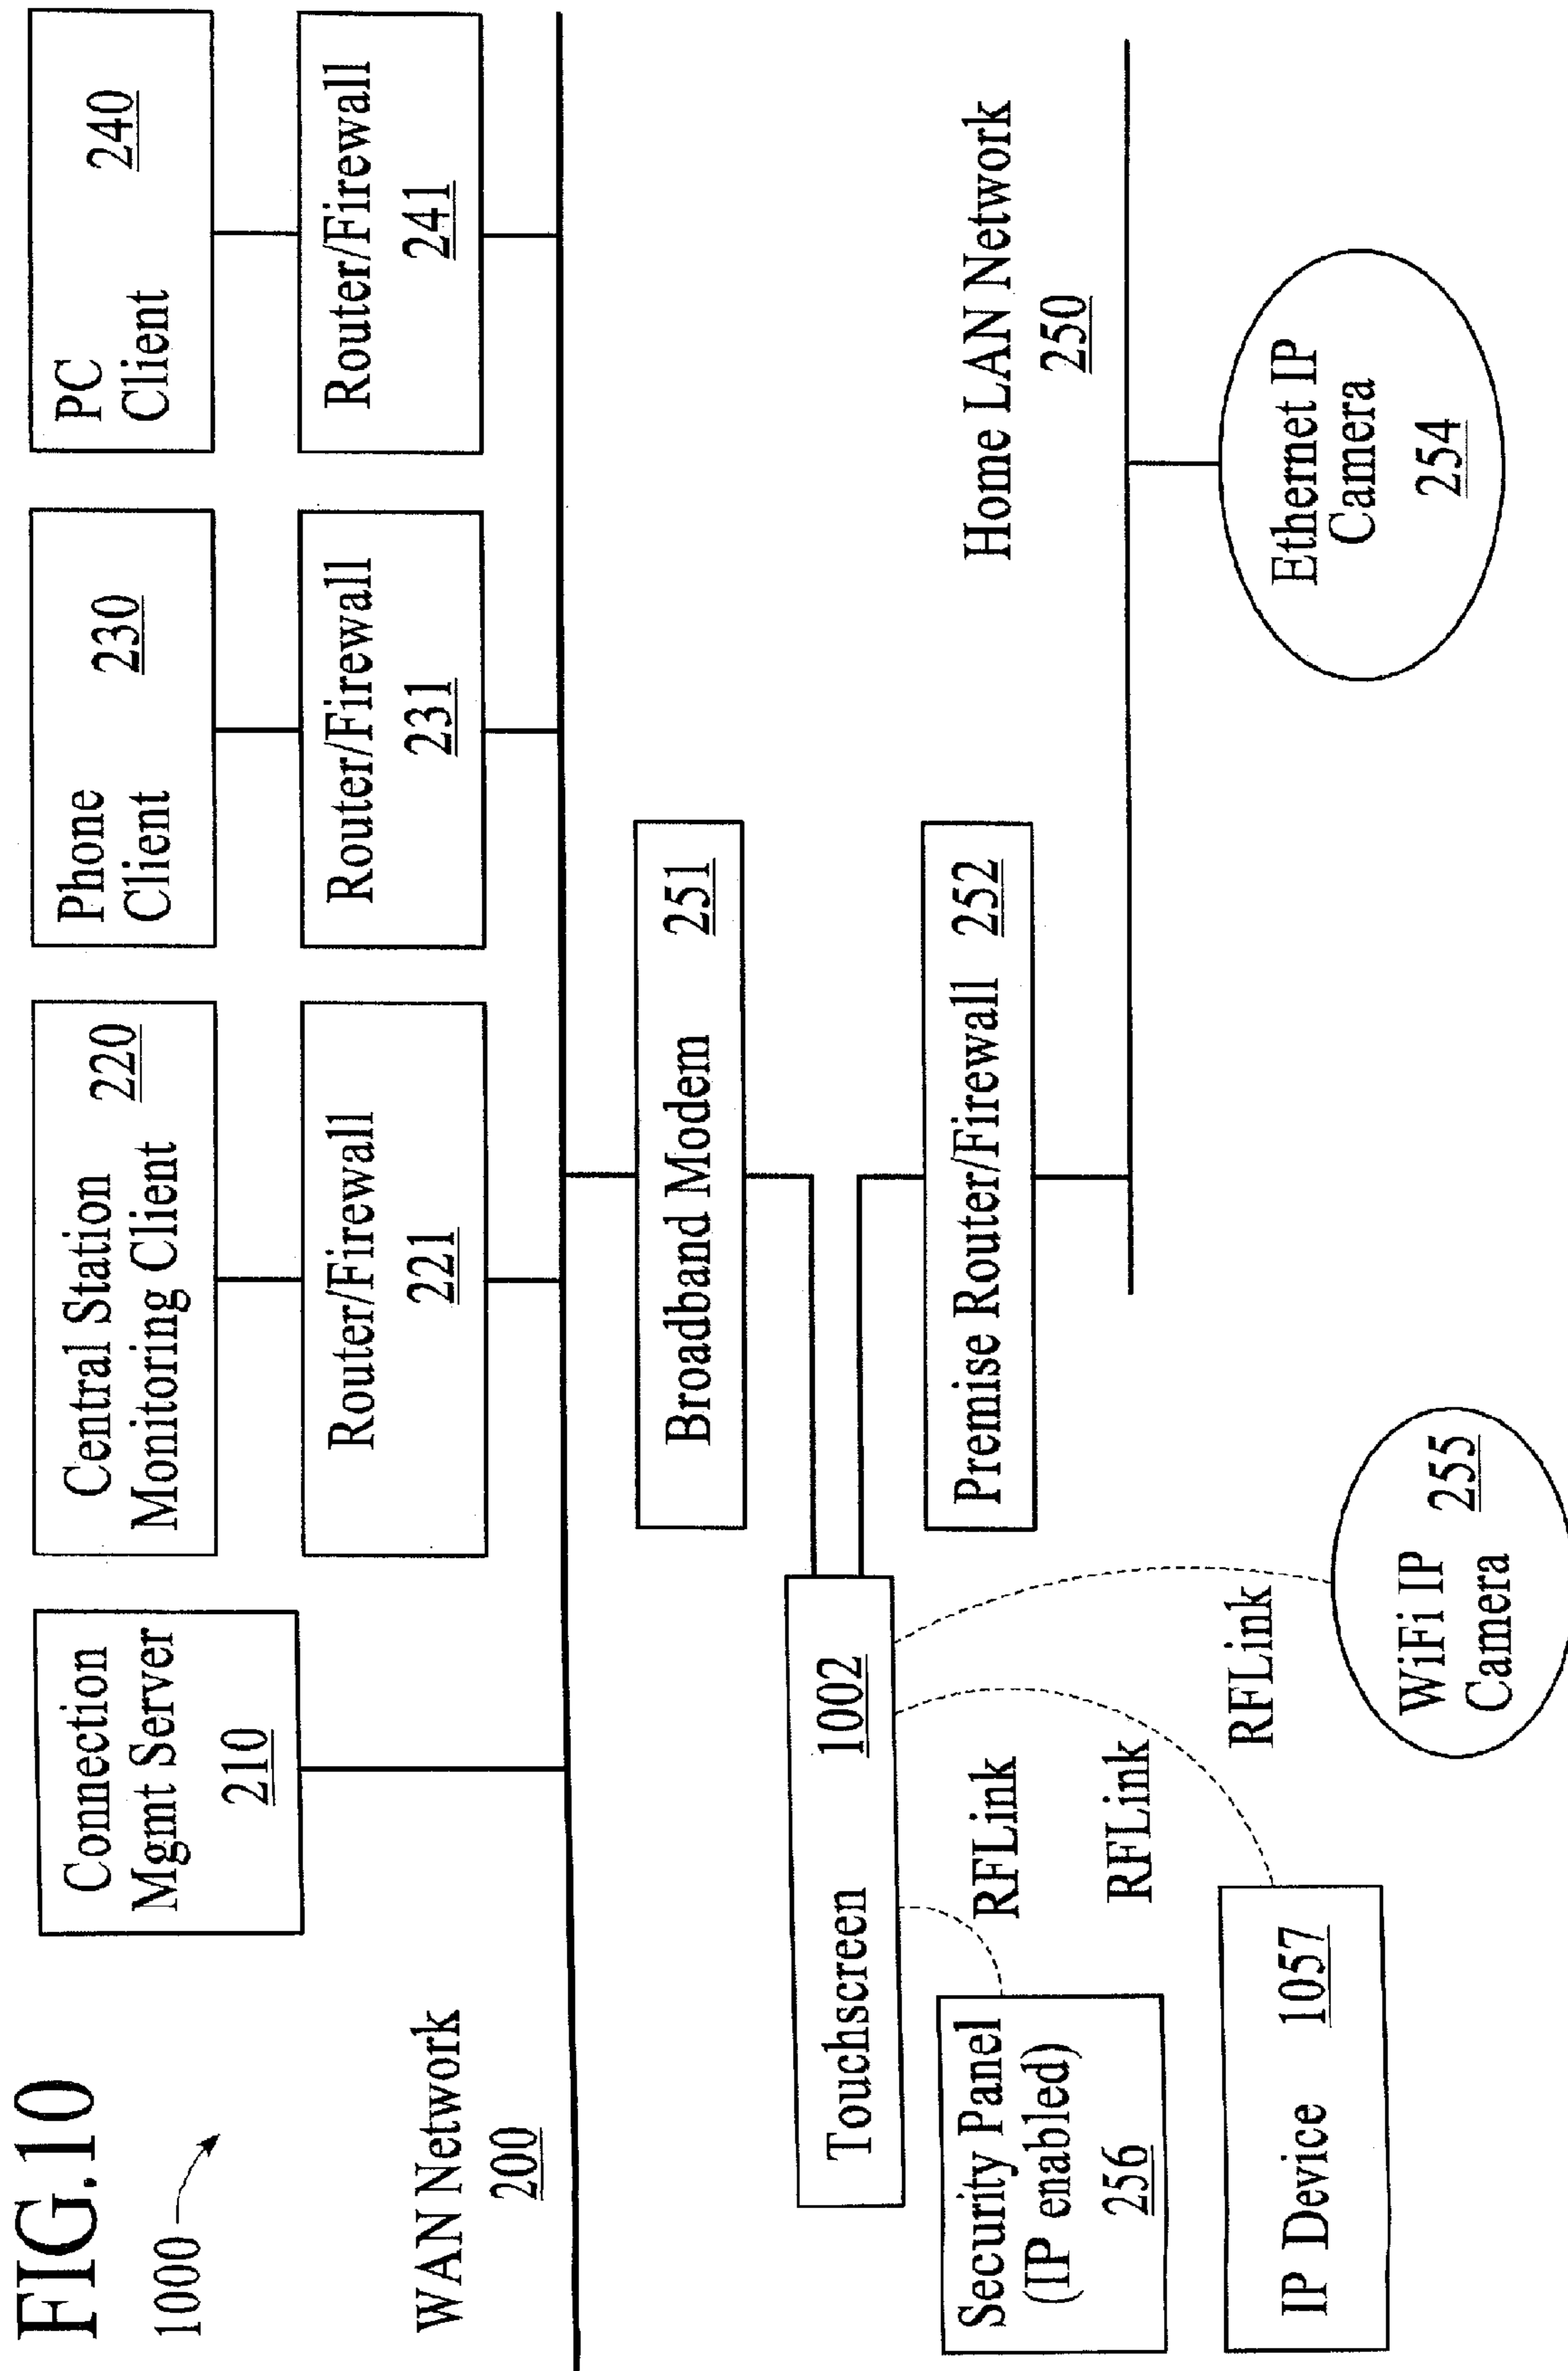 FIG.10
1000
Connection
Mgmt Server
210
Central Station
Monitoring Client 220
Phone
Client
230
PC
Client
240
Router/Firewall
221
Router/Firewall
231
Router/Firewall
241
WAN Network
200
Broadband Modem 251
Touchscreen 1002
Premise Router/Firewall 252
Home LAN Network
250
Security Panel
(IP enabled)
256
RFLink
RFLink
RFLink
IP Device 1057
WiFi IP
Camera
255
Ethernet IP
Camera
254